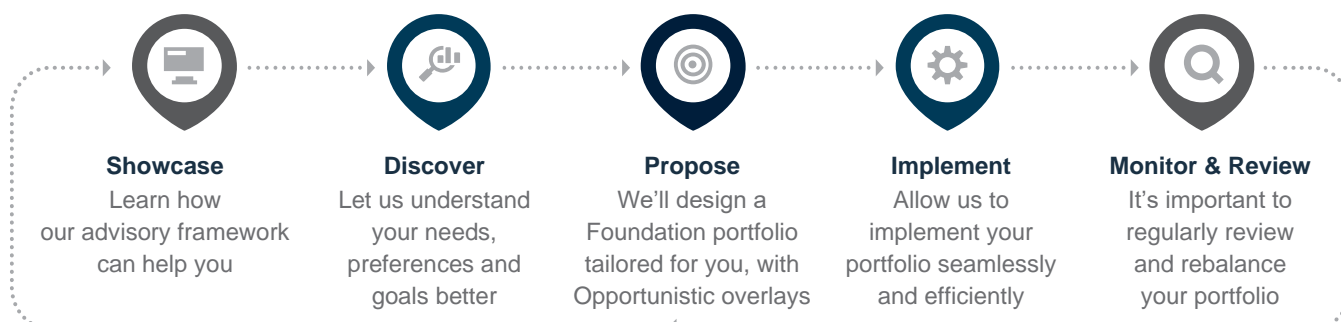 Showcase
Learn how
our advisory framework
can help you
Discover
Let us understand
your needs,
preferences and
goals better
Propose
We’ll design a
Foundation portfolio
tailored for you, with
Opportunistic overlays
Implement
Allow us to
implement your
portfolio seamlessly
and efficiently
Monitor & Review
It’s important to
regularly review
and rebalance
your portfolio